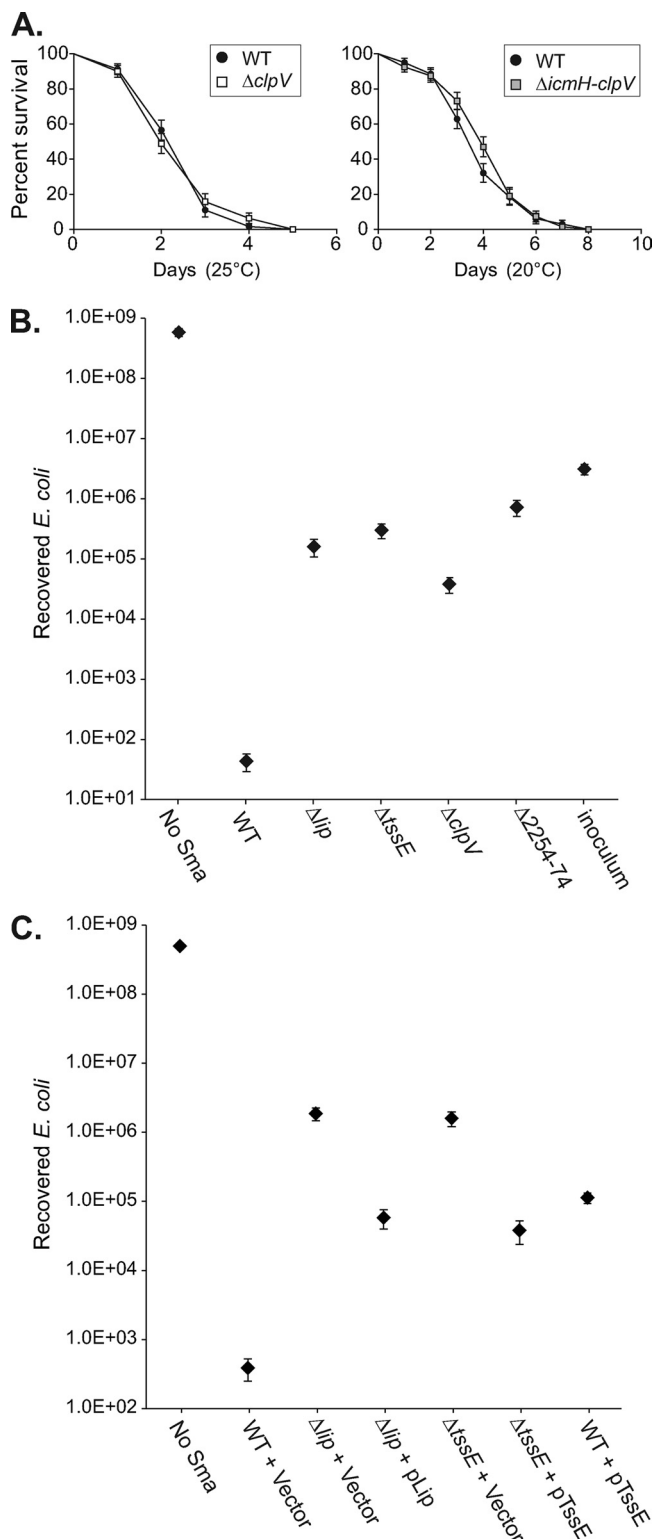 A.
Percent survival
100
80
60
40
20
0
WT
ΔclpV
0 2 4 6
Days (25°C)
100
80
60
40
20
0
WT
ΔicmH-clpV
0 2 4 6 8 10
Days (20°C)
B.
Recovered E. coli
1.0E+09
1.0E+08
1.0E+07
1.0E+06
1.0E+05
1.0E+04
1.0E+03
1.0E+02
1.0E+01
No Sma
WT
Δlip
ΔtssE
ΔclpV
Δ2254-74
inoculum
C.
Recovered E. coli
1.0E+09
1.0E+08
1.0E+07
1.0E+06
1.0E+05
1.0E+04
1.0E+03
1.0E+02
No Sma
WT + Vector
Δlip + Vector
Δlip + pLip
ΔtssE + Vector
ΔtssE + pTssE
WT + pTssE